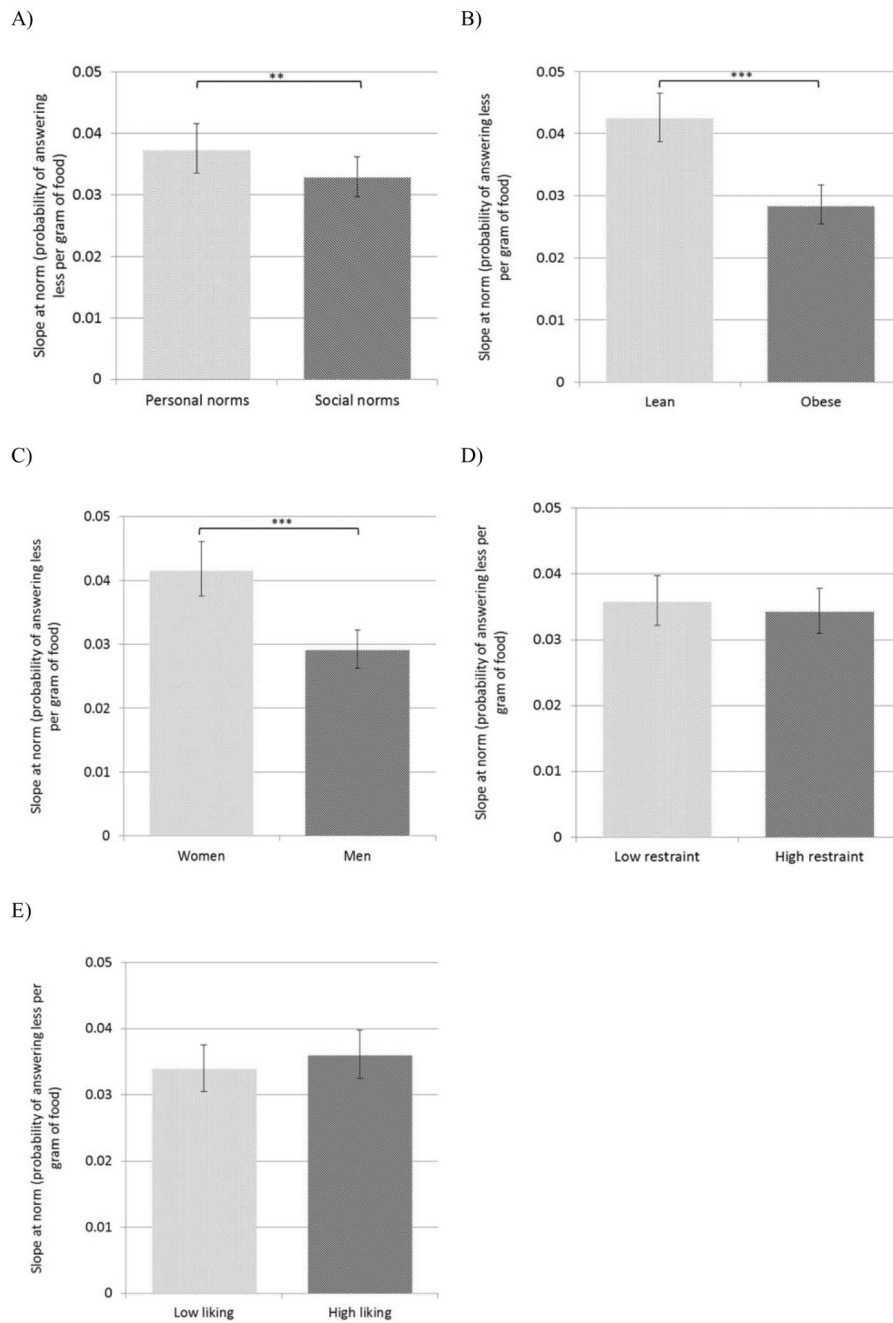 A)
Slope at norm (probability of answering
less per gram of food)
0.05
0.04
0.03
0.02
0.01
0
**
Personal norms
Social norms
B)
Slope at norm (probability of answering less
per gram of food)
0.05
0.04
0.03
0.02
0.01
0
***
Lean
Obese
C)
Slope at norm (probability of answering less
per gram of food)
0.05
0.04
0.03
0.02
0.01
0
***
Women
Men
D)
Slope at norm (probability of answering less per
gram of food)
0.05
0.04
0.03
0.02
0.01
0
Low restraint
High restraint
E)
Slope at norm (probability of answering less per
gram of food)
0.05
0.04
0.03
0.02
0.01
0
Low liking
High liking